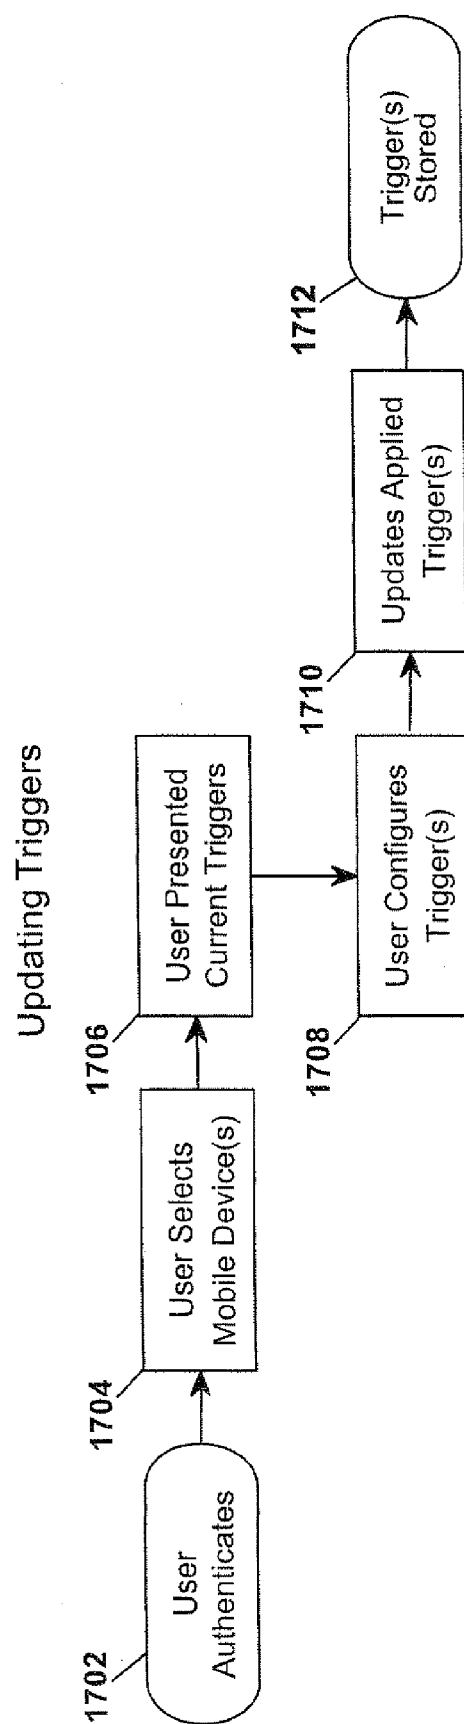 Updating Triggers
1702
User
Authenticates
1704
User Selects
Mobile Device(s)
1706
User Presented
Current Triggers
1708
User Configures
Trigger(s)
1710
Updates Applied
Trigger(s)
1712
Trigger(s)
Stored